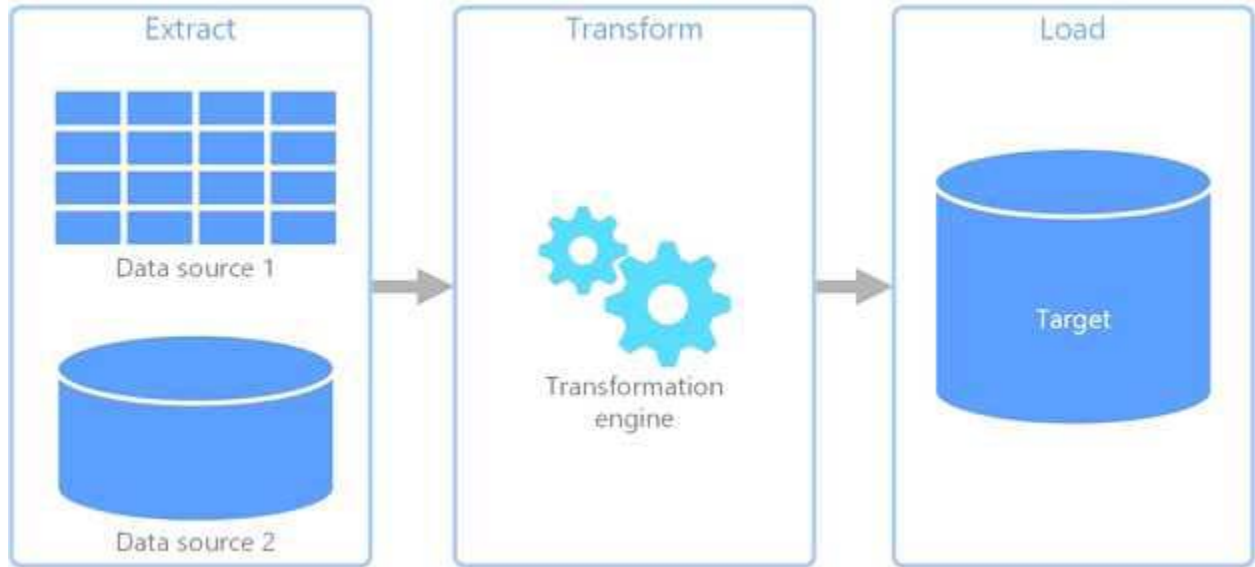 Extract
Data source 1
Data source 2
Transform
Transformation
engine
Load
Target